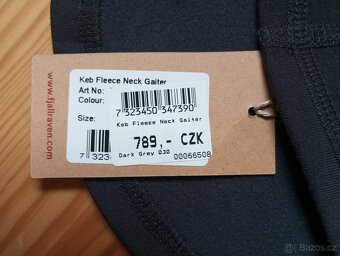 Keb Fleece Neck Gaiter
Art No:
Colour:
Size:
7 323450 347390
Keb Fleece Neck Gaiter
789,- CZK
Dark Grey 030
00066508
7 323
www.fjallraven.com
bazos.cz